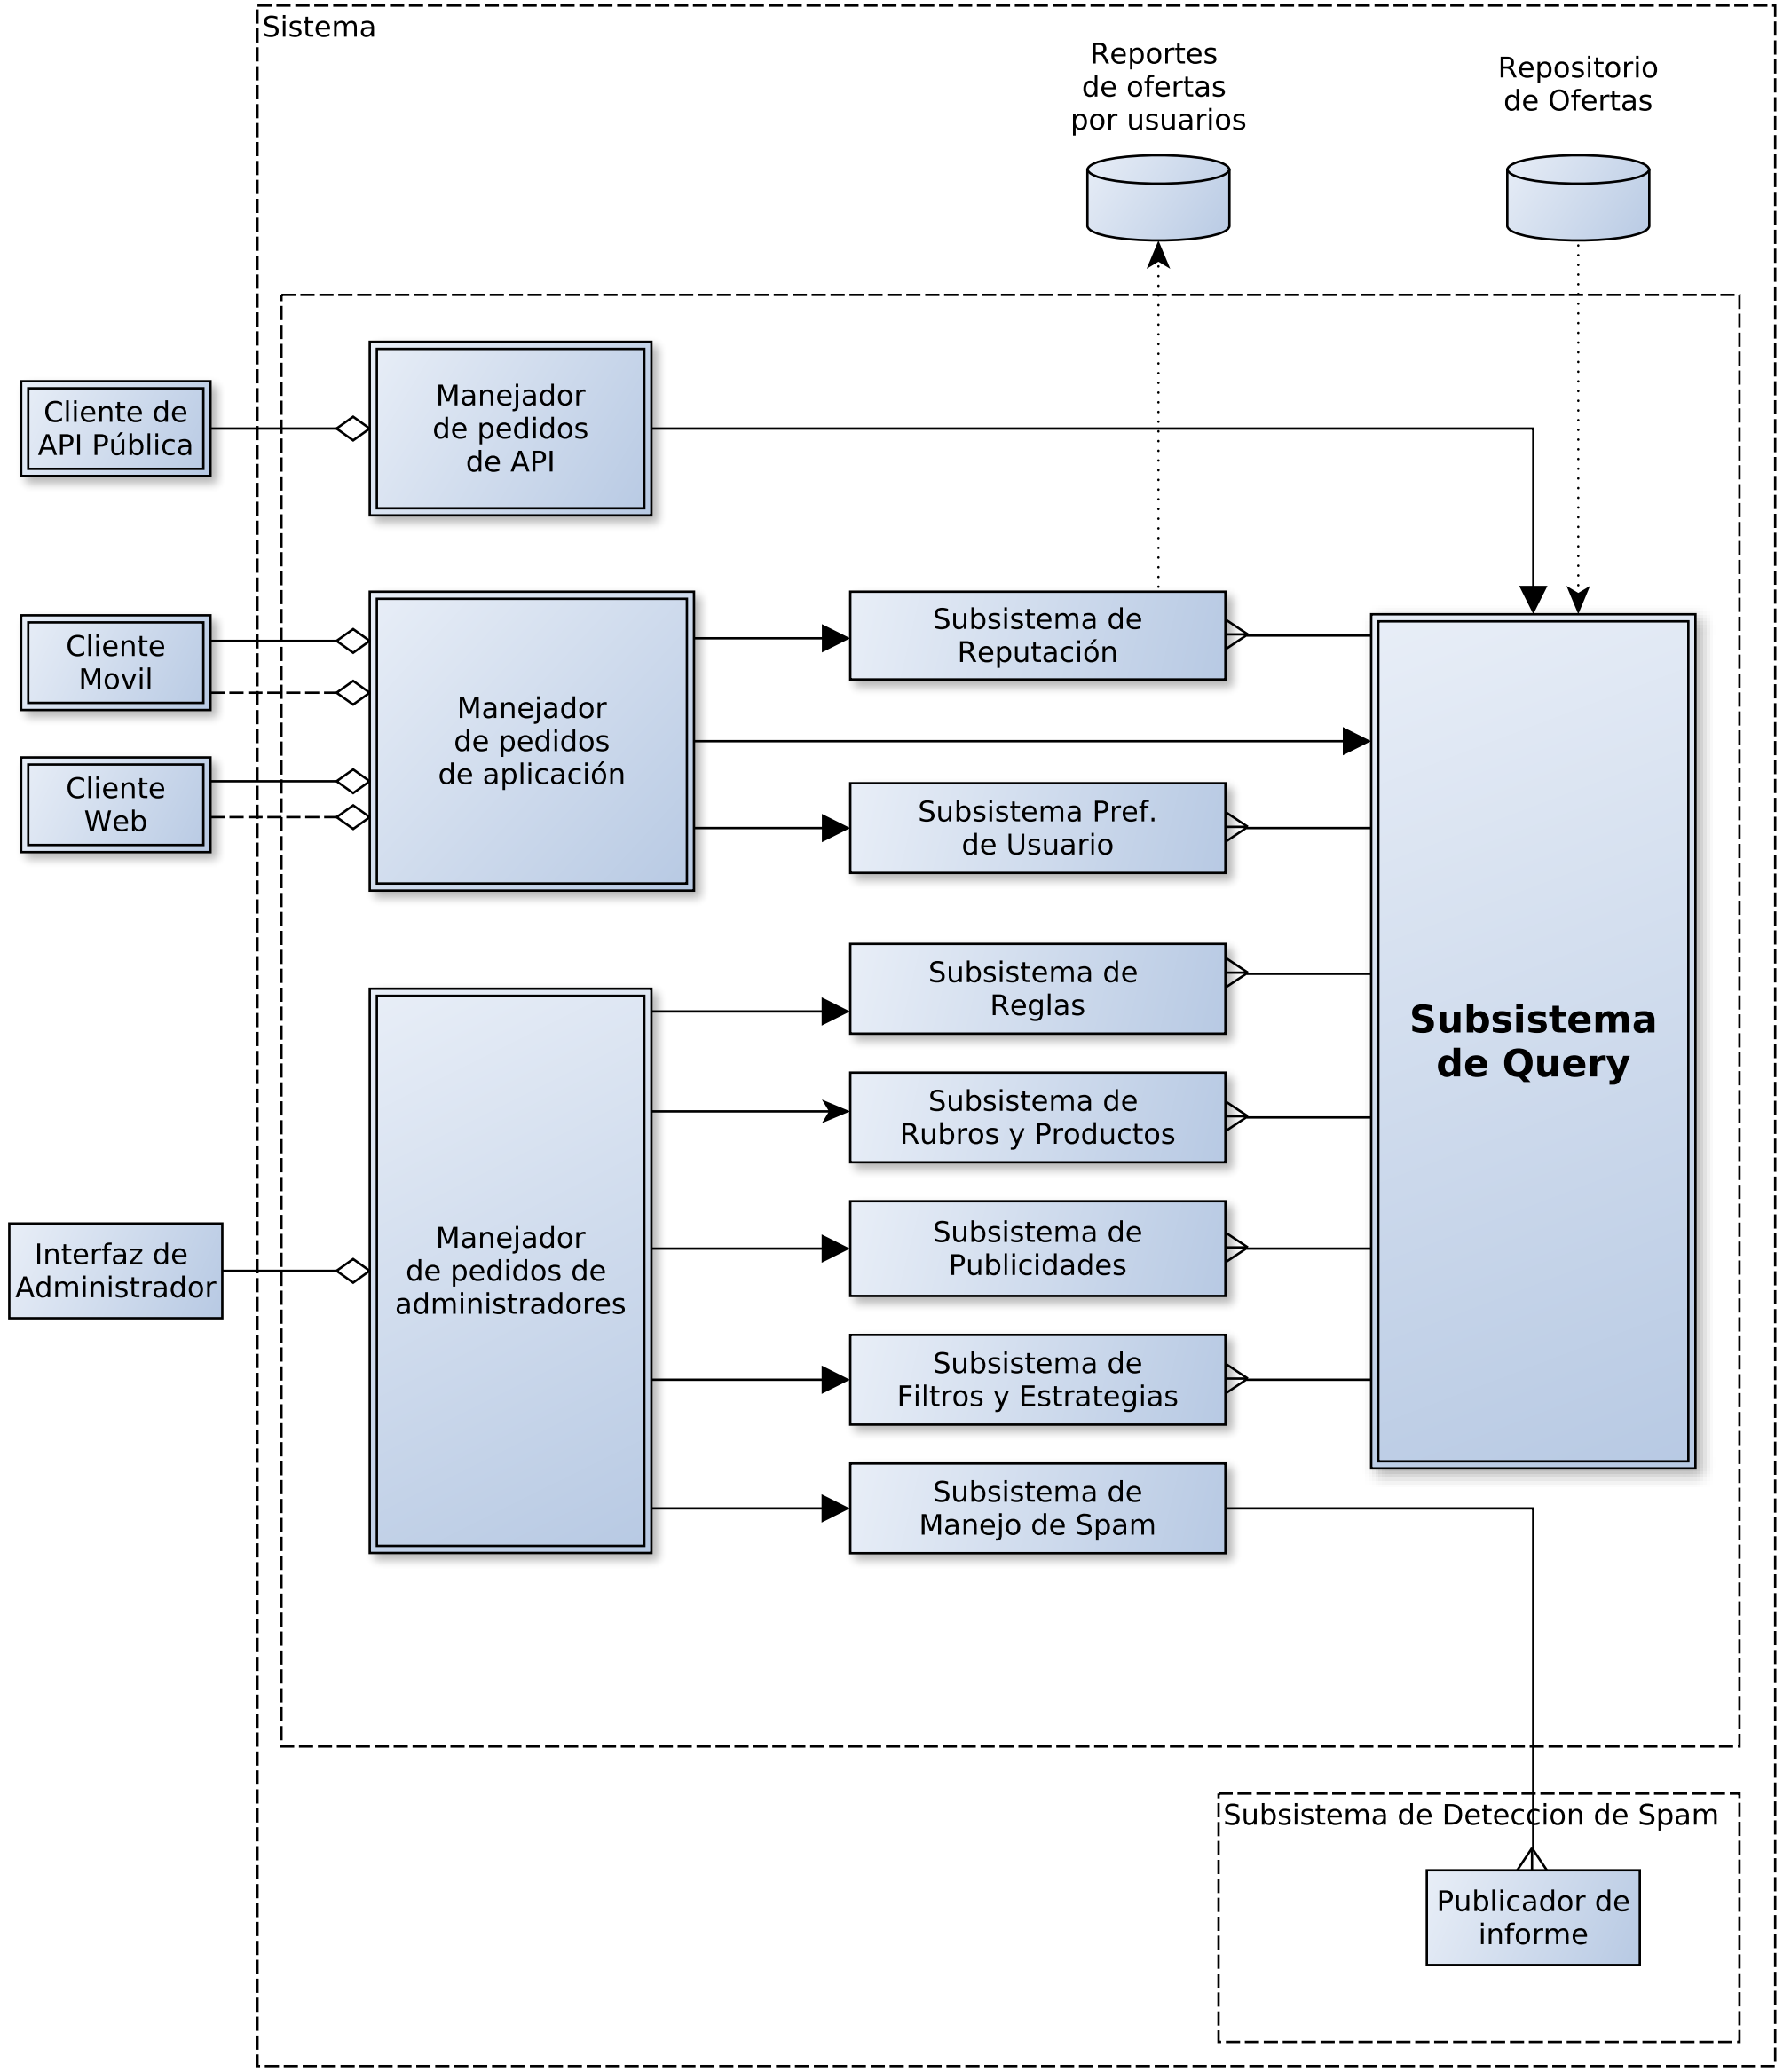 Sistema
Reportes
de ofertas
por usuarios
Repositorio
de Ofertas
Cliente de
API Pública
Manejador
de pedidos
de API
Cliente
Movil
Cliente
Web
Manejador
de pedidos
de aplicación
Subsistema de
Reputación
Subsistema Pref.
de Usuario
Subsistema de
Reglas
Subsistema de
Rubros y Productos
Subsistema de
Publicidades
Subsistema de
Filtros y Estrategias
Subsistema de
Manejo de Spam
Subsistema
de Query
Interfaz de
Administrador
Manejador
de pedidos de
administradores
Subsistema de Deteccion de Spam
Publicador de
informe